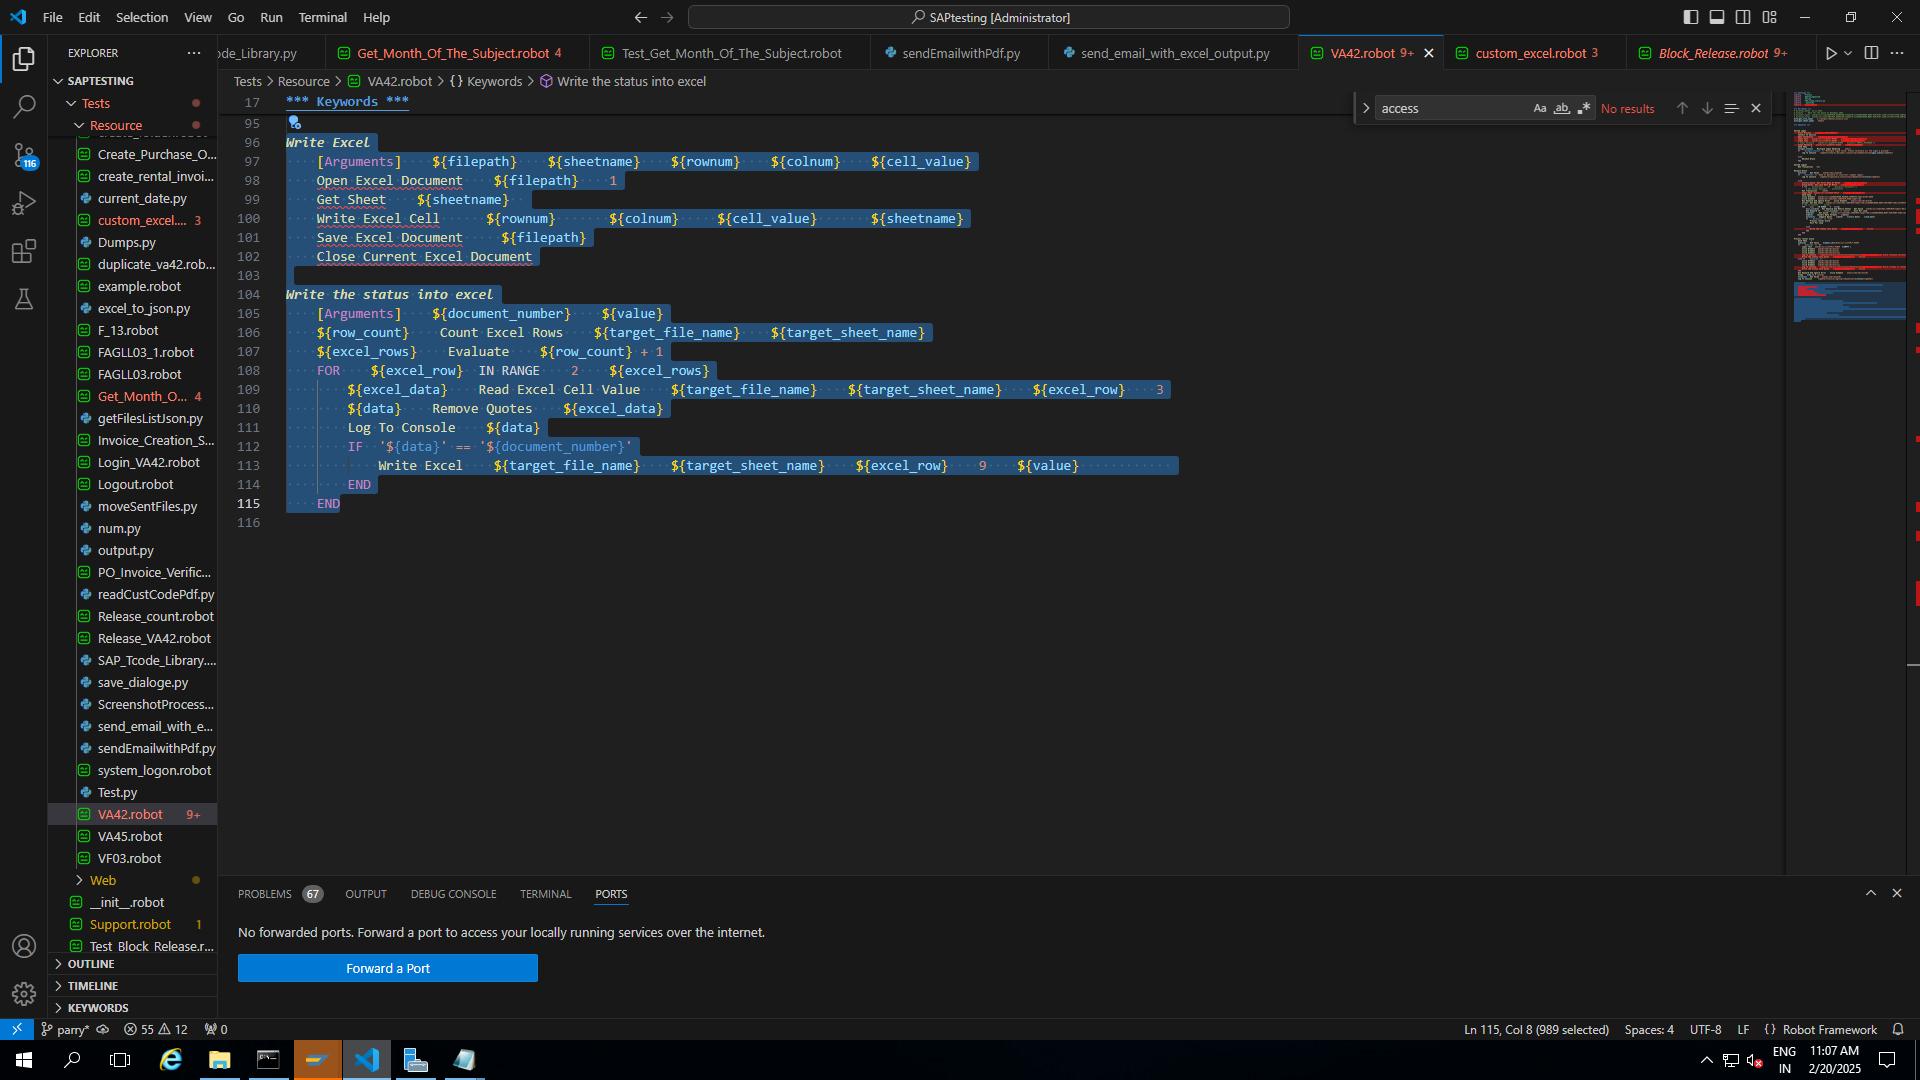 File Edit Selection View Go Run Terminal Help
SAPtesting [Administrator]
EXPLORER
ode_Library.py
Get_Month_Of_The_Subject.robot 4
Test_Get_Month_Of_The_Subject.robot
sendEmailwithPdf.py
send_email_with_excel_output.py
VA42.robot 9+
custom_excel.robot 3
Block_Release.robot 9+
Tests > Resource > VA42.robot > {} Keywords > Write the status into excel
access
Aa ab
No results
SAPTESTING
Tests
Resource
Create_Purchase_O...
create_rental_invoi...
current_date.py
custom_excel.... 3
Dumps.py
duplicate_va42.rob...
example.robot
excel_to_json.py
F_13.robot
FAGLL03_1.robot
FAGLL03.robot
Get_Month_O... 4
getFilesListJson.py
Invoice_Creation_S...
Login_VA42.robot
Logout.robot
moveSentFiles.py
num.py
output.py
PO_Invoice_Verific...
readCustCodePdf.py
Release_count.robot
Release_VA42.robot
SAP_Tcode_Library....
save_dialoge.py
ScreenshotProcess...
send_email_with_e...
sendEmailwithPdf.py
system_logon.robot
Test.py
VA42.robot 9+
VA45.robot
VF03.robot
Web
__init__.robot
Support.robot 1
Test_Block_Release.r...
OUTLINE
TIMELINE
KEYWORDS
116
17 *** Keywords ***
95
96 Write Excel
97 [Arguments] ${filepath} ${sheetname} ${rownum} ${colnum} ${cell_value}
98 Open Excel Document ${filepath} 1
99 Get Sheet ${sheetname}
100 Write Excel Cell ${rownum} ${colnum} ${cell_value} ${sheetname}
101 Save Excel Document ${filepath}
102 Close Current Excel Document
103
104 Write the status into excel
105 [Arguments] ${document_number} ${value}
106 ${row_count} Count Excel Rows ${target_file_name} ${target_sheet_name}
107 ${excel_rows} Evaluate ${row_count} + 1
108 FOR ${excel_row} IN RANGE 2 ${excel_rows}
109 ${excel_data} Read Excel Cell Value ${target_file_name} ${target_sheet_name} ${excel_row} 3
110 ${data} Remove Quotes ${excel_data}
111 Log To Console ${data}
112 IF '${data}' == '${document_number}'
113 Write Excel ${target_file_name} ${target_sheet_name} ${excel_row} 9 ${value}
114 END
115 END
116
PROBLEMS 67 OUTPUT DEBUG CONSOLE TERMINAL PORTS
No forwarded ports. Forward a port to access your locally running services over the internet.
Forward a Port
parry* 55 12 0
Ln 115, Col 8 (989 selected) Spaces: 4 UTF-8 LF {} Robot Framework
ENG
IN
11:07 AM
2/20/2025